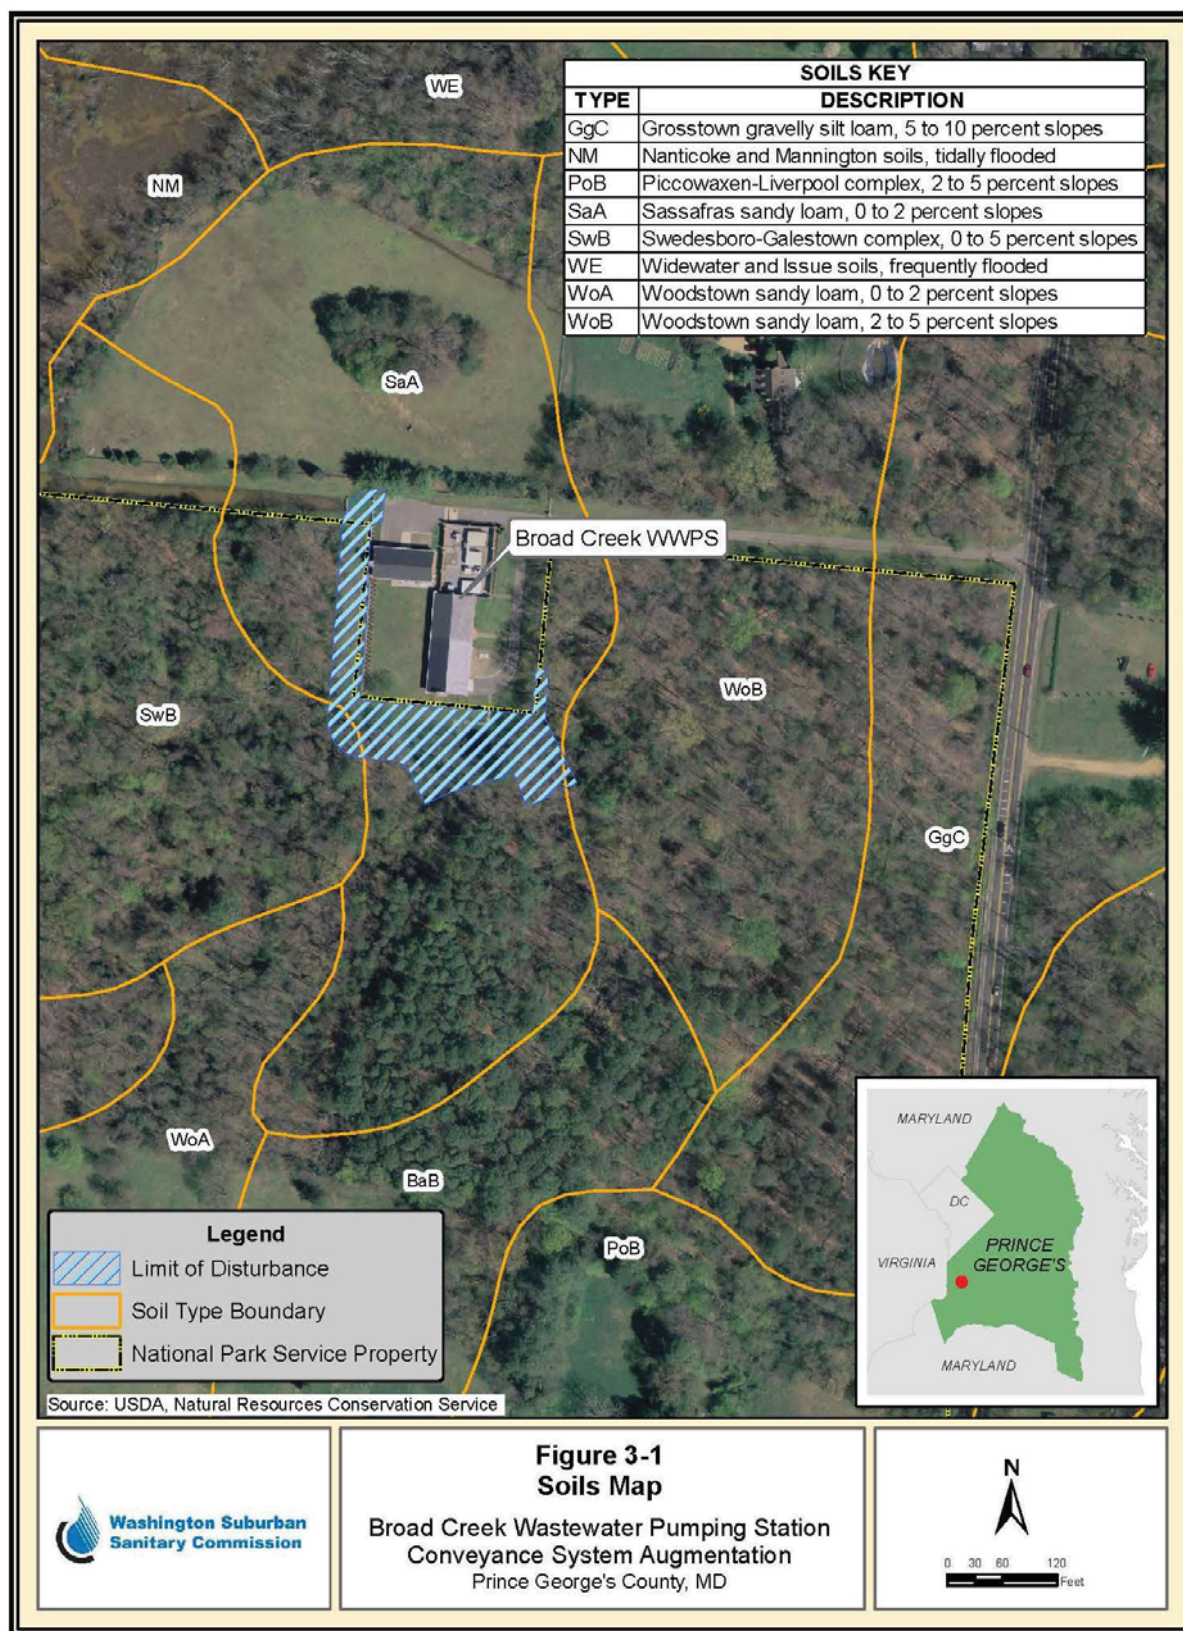 SOILS KEY
TYPE DESCRIPTION
GgC Grosstown gravelly silt loam, 5 to 10 percent slopes
NM Nanticoke and Mannington soils, tidally flooded
PoB Piccowaxen-Liverpool complex, 2 to 5 percent slopes
SaA Sassafras sandy loam, 0 to 2 percent slopes
SwB Swedesboro-Galestown complex, 0 to 5 percent slopes
WE Widewater and Issue soils, frequently flooded
WoA Woodstown sandy loam, 0 to 2 percent slopes
WoB Woodstown sandy loam, 2 to 5 percent slopes
WE
NM
SaA
Broad Creek WWPS
WoB
SwB
GgC
WoA
BaB
PoB
Legend
Limit of Disturbance
Soil Type Boundary
National Park Service Property
Source: USDA, Natural Resources Conservation Service
MARYLAND
DC
VIRGINIA
PRINCE
GEORGE'S
MARYLAND
Washington Suburban
Sanitary Commission
Figure 3-1
Soils Map
Broad Creek Wastewater Pumping Station
Conveyance System Augmentation
Prince George's County, MD
N
0 30 60 120
Feet